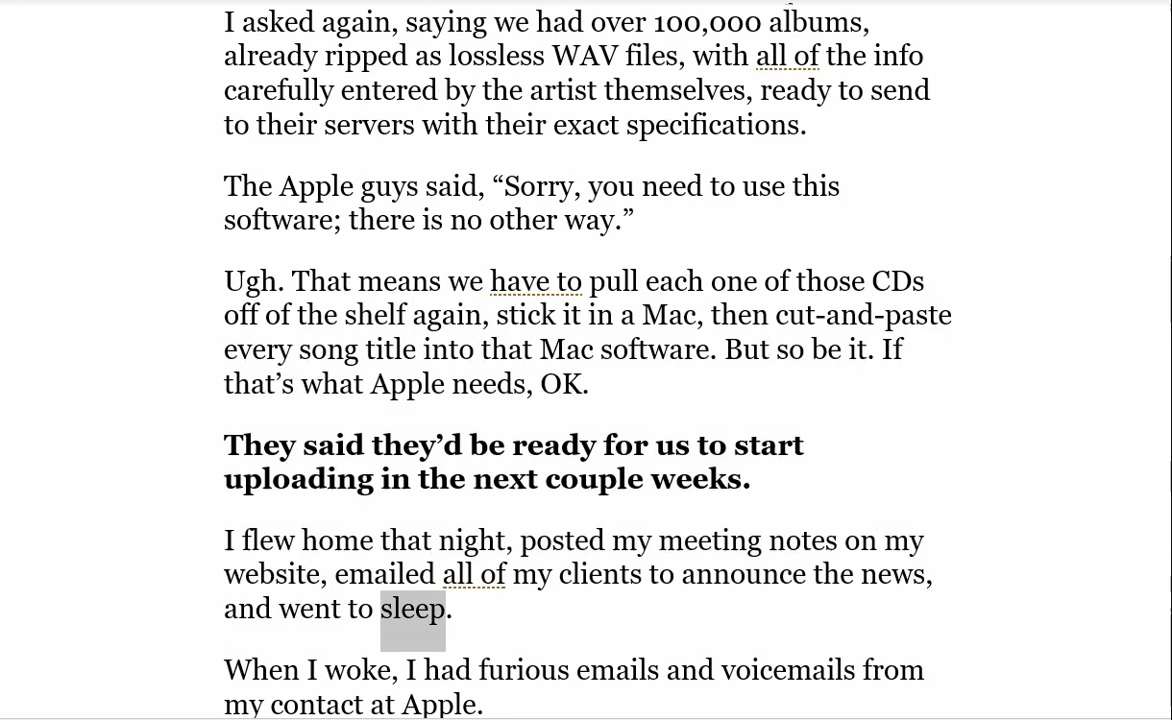 I asked again, saying we had over 100,000 albums,
already ripped as lossless WAV files, with all of the info
carefully entered by the artist themselves, ready to send
to their servers with their exact specifications.
The Apple guys said, “Sorry, you need to use this
software; there is no other way.”
Ugh. That means we have to pull each one of those CDs
off of the shelf again, stick it in a Mac, then cut-and-paste
every song title into that Mac software. But so be it. If
that’s what Apple needs, OK.
They said they’d be ready for us to start
uploading in the next couple weeks.
I flew home that night, posted my meeting notes on my
website, emailed all of my clients to announce the news,
and went to sleep.
When I woke, I had furious emails and voicemails from
my contact at Apple.